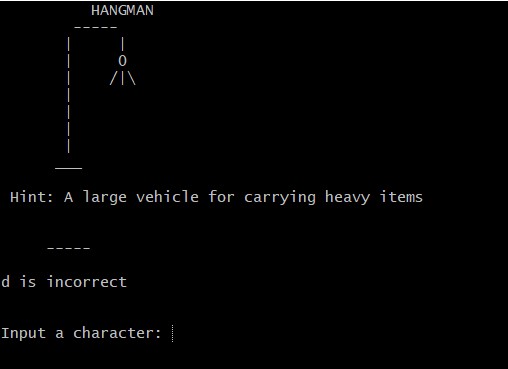 HANGMAN
-----
|     |
|     O
|    /|\
|
|
|
|
___
Hint: A large vehicle for carrying heavy items
-----
d is incorrect
Input a character: